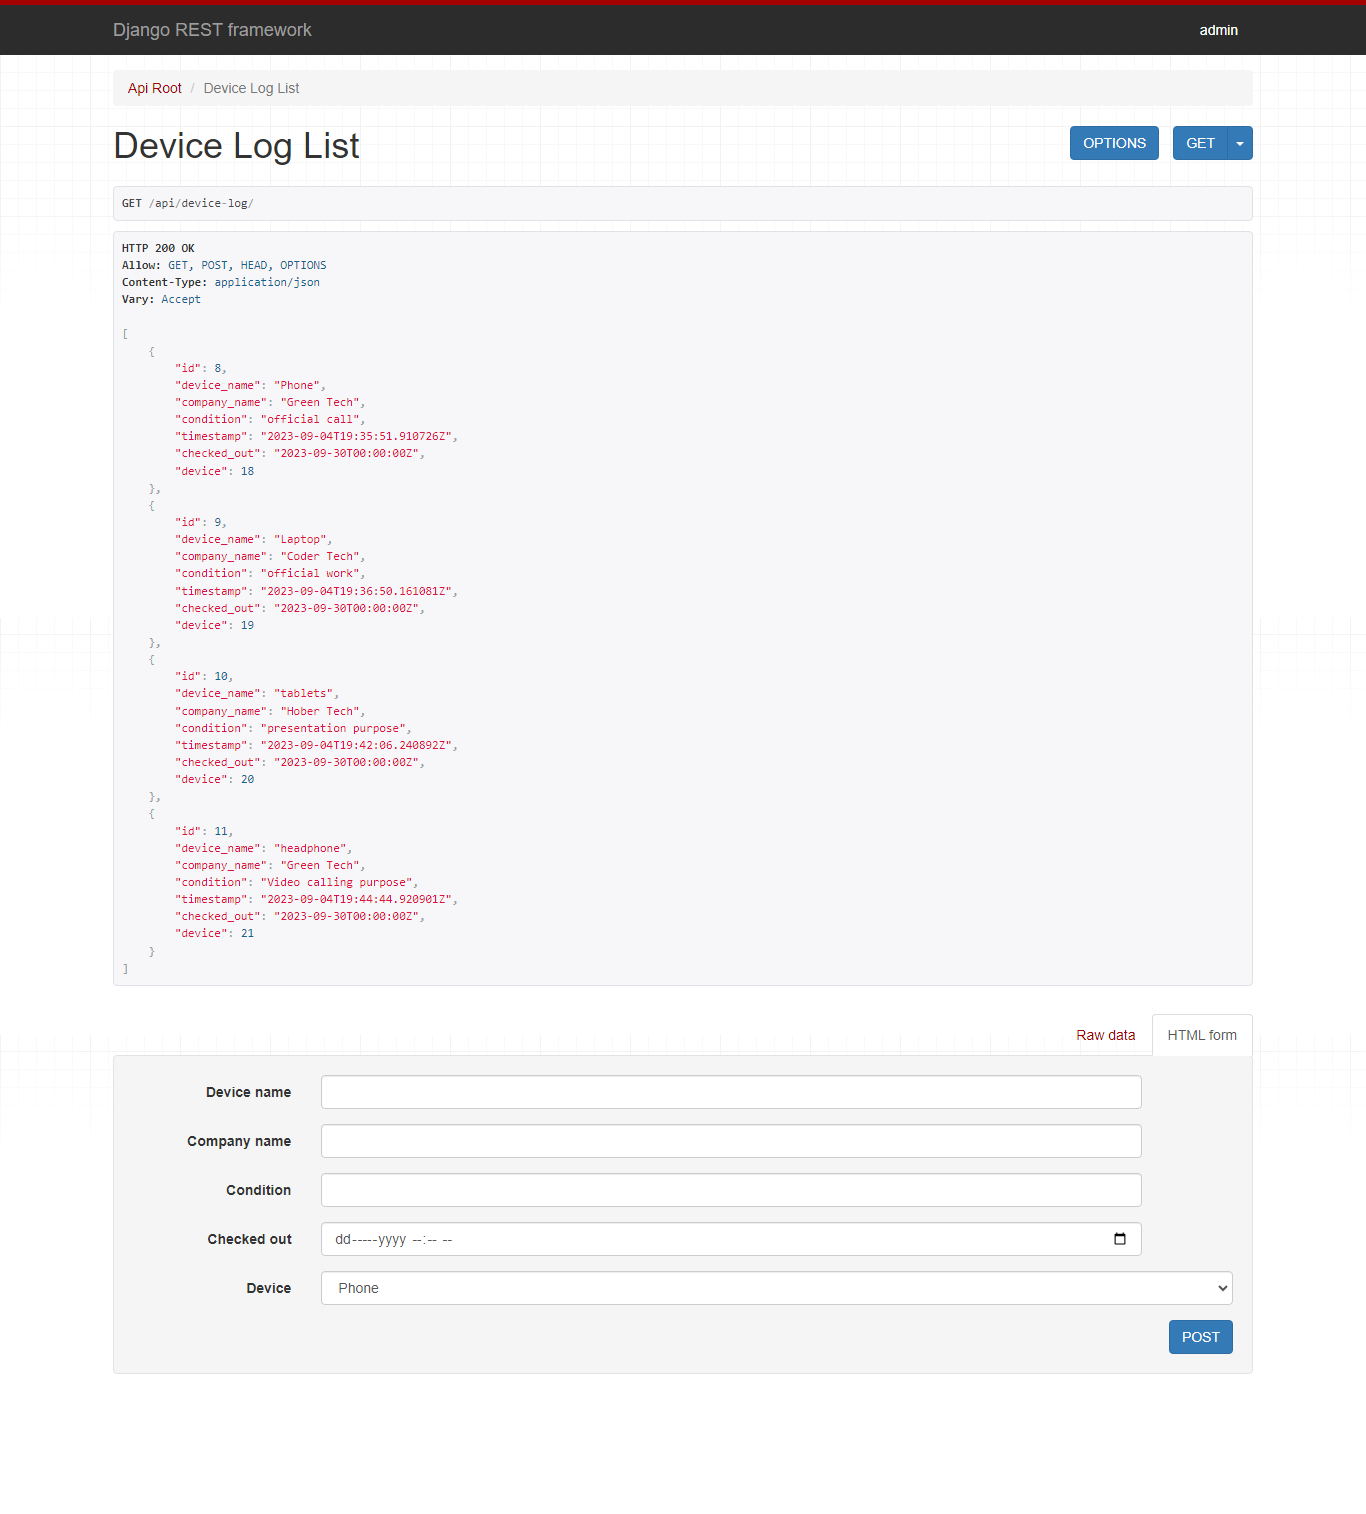 Django REST framework
admin
Api Root / Device Log List
Device Log List
OPTIONS
GET
GET /api/device-log/
HTTP 200 OK
Allow: GET, POST, HEAD, OPTIONS
Content-Type: application/json
Vary: Accept
[
    {
        "id": 8,
        "device_name": "Phone",
        "company_name": "Green Tech",
        "condition": "official call",
        "timestamp": "2023-09-04T19:35:51.910726Z",
        "checked_out": "2023-09-30T00:00:00Z",
        "device": 18
    },
    {
        "id": 9,
        "device_name": "Laptop",
        "company_name": "Coder Tech",
        "condition": "official work",
        "timestamp": "2023-09-04T19:36:50.161081Z",
        "checked_out": "2023-09-30T00:00:00Z",
        "device": 19
    },
    {
        "id": 10,
        "device_name": "tablets",
        "company_name": "Hober Tech",
        "condition": "presentation purpose",
        "timestamp": "2023-09-04T19:42:06.240892Z",
        "checked_out": "2023-09-30T00:00:00Z",
        "device": 20
    },
    {
        "id": 11,
        "device_name": "headphone",
        "company_name": "Green Tech",
        "condition": "Video calling purpose",
        "timestamp": "2023-09-04T19:44:44.920901Z",
        "checked_out": "2023-09-30T00:00:00Z",
        "device": 21
    }
]
Raw data
HTML form
Device name
Company name
Condition
Checked out
dd-----yyyy --:-- --
Device
Phone
POST